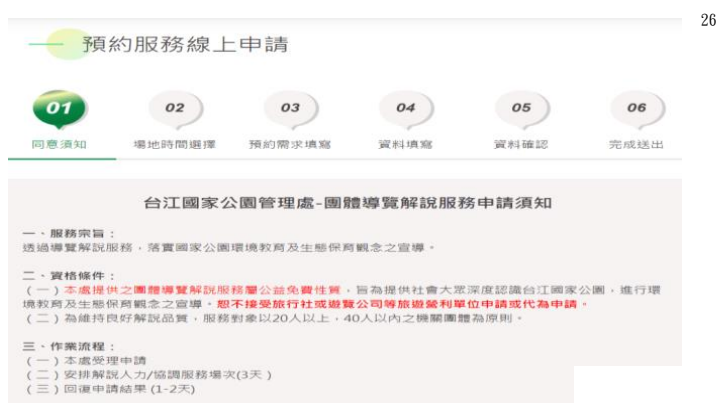 26
預約服務線上申請
01 02 03 04 05 06
同意須知 場地時間選擇 預約需求填寫 資料填寫 資料確認 完成送出
台江國家公園管理處-團體導覽解說服務申請須知
一、服務宗旨：
透過導覽解說服務，落實國家公園環境教育及生態保育觀念之宣導。
二、資格條件：
(一)本處提供之團體導覽解說服務屬公益免費性質，旨為提供社會大眾深度認識台江國家公園，進行環
境教育及生態保育觀念之宣導。恕不接受旅行社或遊覽公司等旅遊營利單位申請或代為申請。
(二)為維持良好解說品質，服務對象以20人以上，40人以內之機關團體為原則。
三、作業流程：
(一)本處受理申請
(二)安排解說人力/協調服務場次(3天)
(三)回復申請結果 (1-2天)